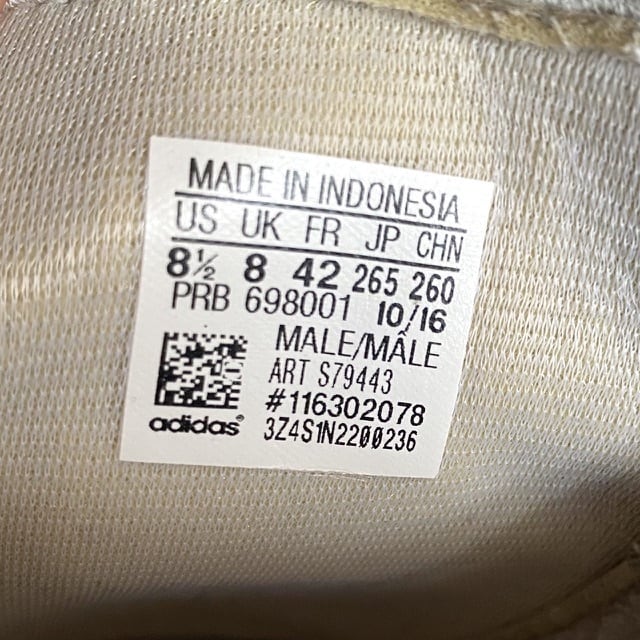 MADE IN INDONESIA
US UK FR JP CHN
8½ 8 42 265 260
PRB 698001 10/16
MALE/MÂLE
ART S79443
#116302078
adidas® 3Z4S1N2200236